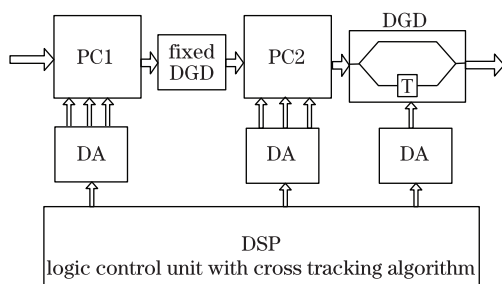 DGD
PC1
fixed
DGD
PC2
T
DA
DA
DA
DSP
logic control unit with cross tracking algorithm